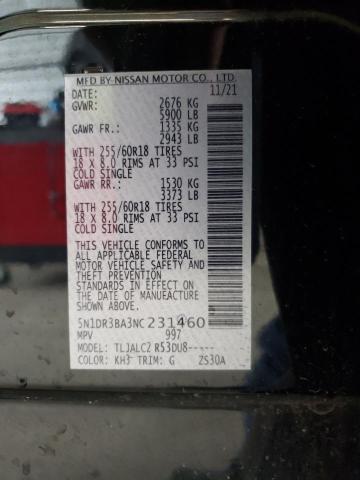 MFD BY NISSAN MOTOR CO., LTD.
DATE: 11/21
GVWR: 2676 KG
5900 LB
GAWR FR.: 1335 KG
2943 LB
WITH 255/60R18 TIRES
18 X 8.0 RIMS AT 33 PSI
COLD SINGLE
GAWR RR.: 1530 KG
3373 LB
WITH 255/60R18 TIRES
18 X 8.0 RIMS AT 33 PSI
COLD SINGLE
THIS VEHICLE CONFORMS TO
ALL APPLICABLE FEDERAL
MOTOR VEHICLE SAFETY AND
THEFT PREVENTION
STANDARDS IN EFFECT ON
THE DATE OF MANUFACTURE
SHOWN ABOVE.
5N1DR3BA3NC231460
MPV 997
MODEL: TLJALCZ R53DU8-----
COLOR: KH3 TRIM: G ZS30A